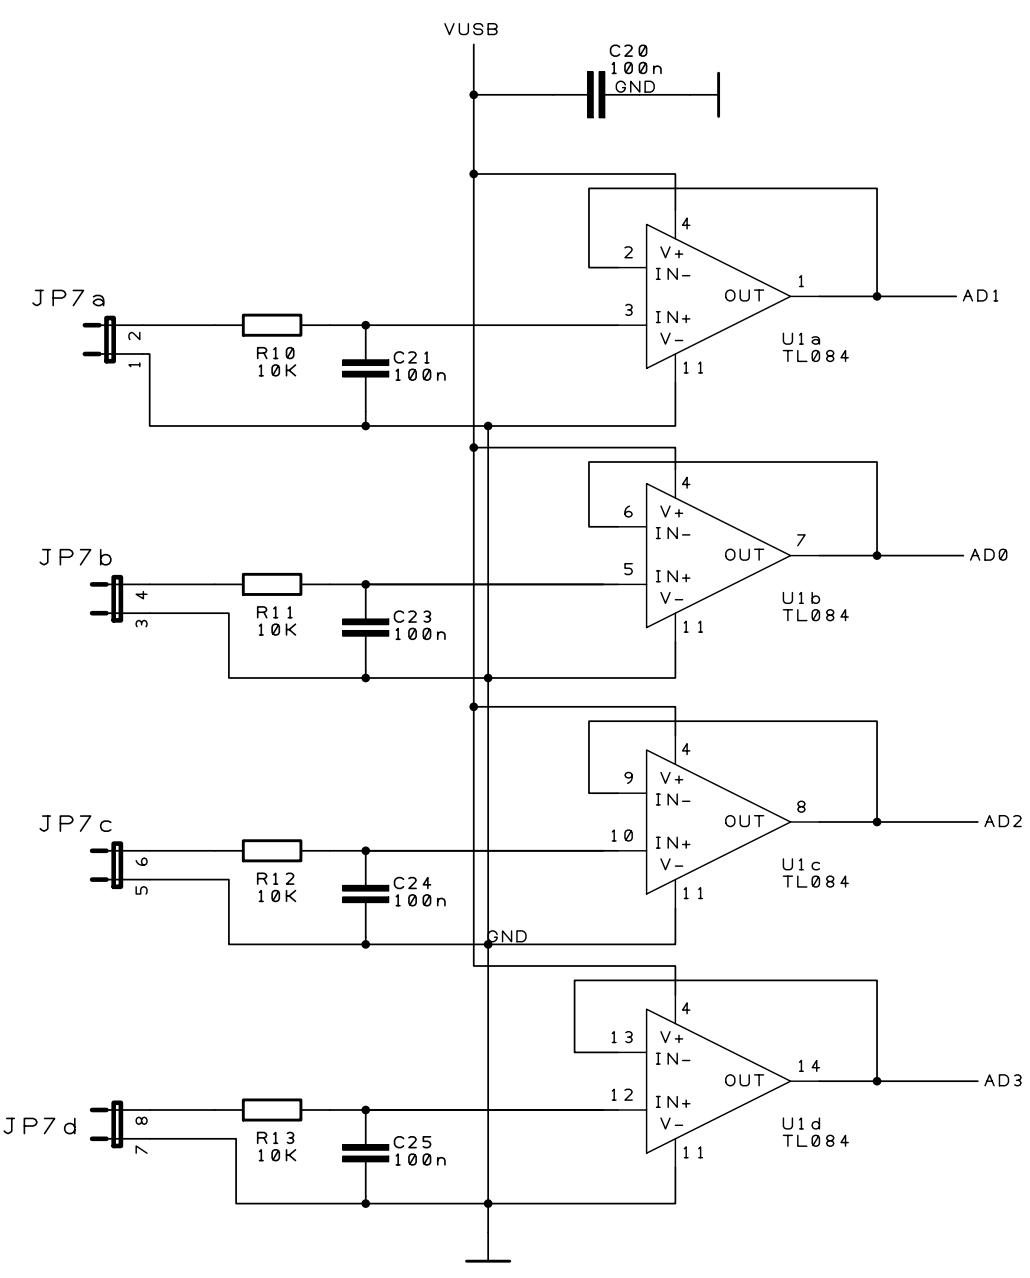 VUSB
C20
100n
GND
4
2
V+
IN-
1
OUT
AD1
JP7a
3
IN+
V-
2
1
R10
10K
C21
100n
U1a
TL084
11
4
6
V+
IN-
7
OUT
AD0
JP7b
5
IN+
V-
4
3
R11
10K
C23
100n
U1b
TL084
11
4
9
V+
IN-
8
OUT
AD2
JP7c
10
IN+
V-
6
5
R12
10K
C24
100n
U1c
TL084
11
GND
4
13
V+
IN-
14
OUT
AD3
JP7d
12
IN+
V-
8
7
R13
10K
C25
100n
U1d
TL084
11